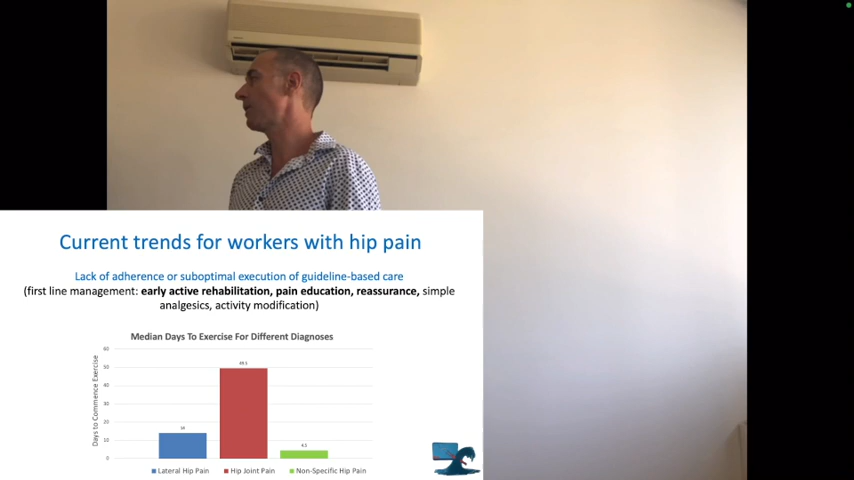 Current trends for workers with hip pain
Lack of adherence or suboptimal execution of guideline-based care
(first line management: early active rehabilitation, pain education, reassurance, simple
analgesics, activity modification)
Median Days To Exercise For Different Diagnoses
Days to Commence Exercise
60
50
40
30
20
10
0
14
49.5
4.5
Lateral Hip Pain
Hip Joint Pain
Non-Specific Hip Pain